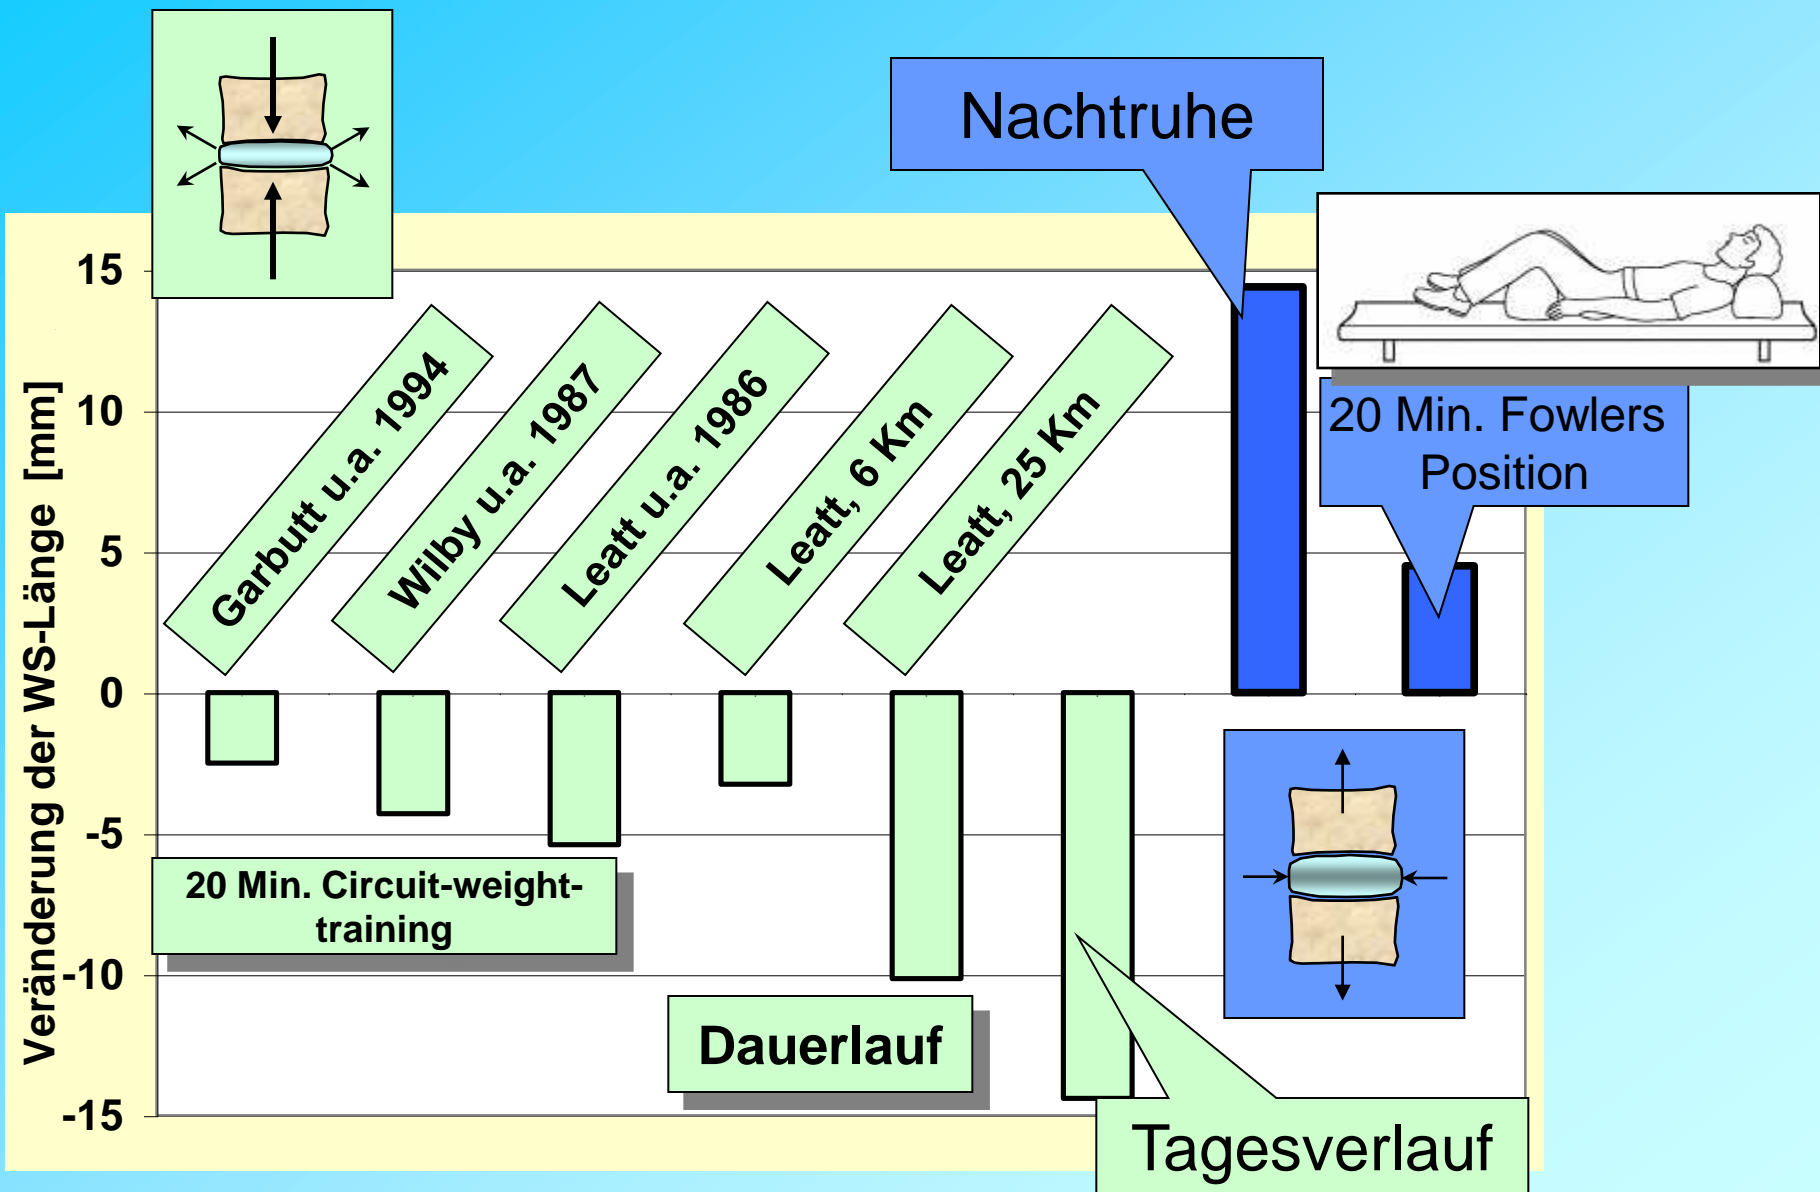 Nachtruhe
20 Min. Fowlers
Position
Veränderung der WS-Länge [mm]
15
10
5
0
-5
-10
-15
Garbutt u.a. 1994
Wilby u.a. 1987
Leatt u.a. 1986
Leatt, 6 Km
Leatt, 25 Km
20 Min. Circuit-weight-
training
Dauerlauf
Tagesverlauf